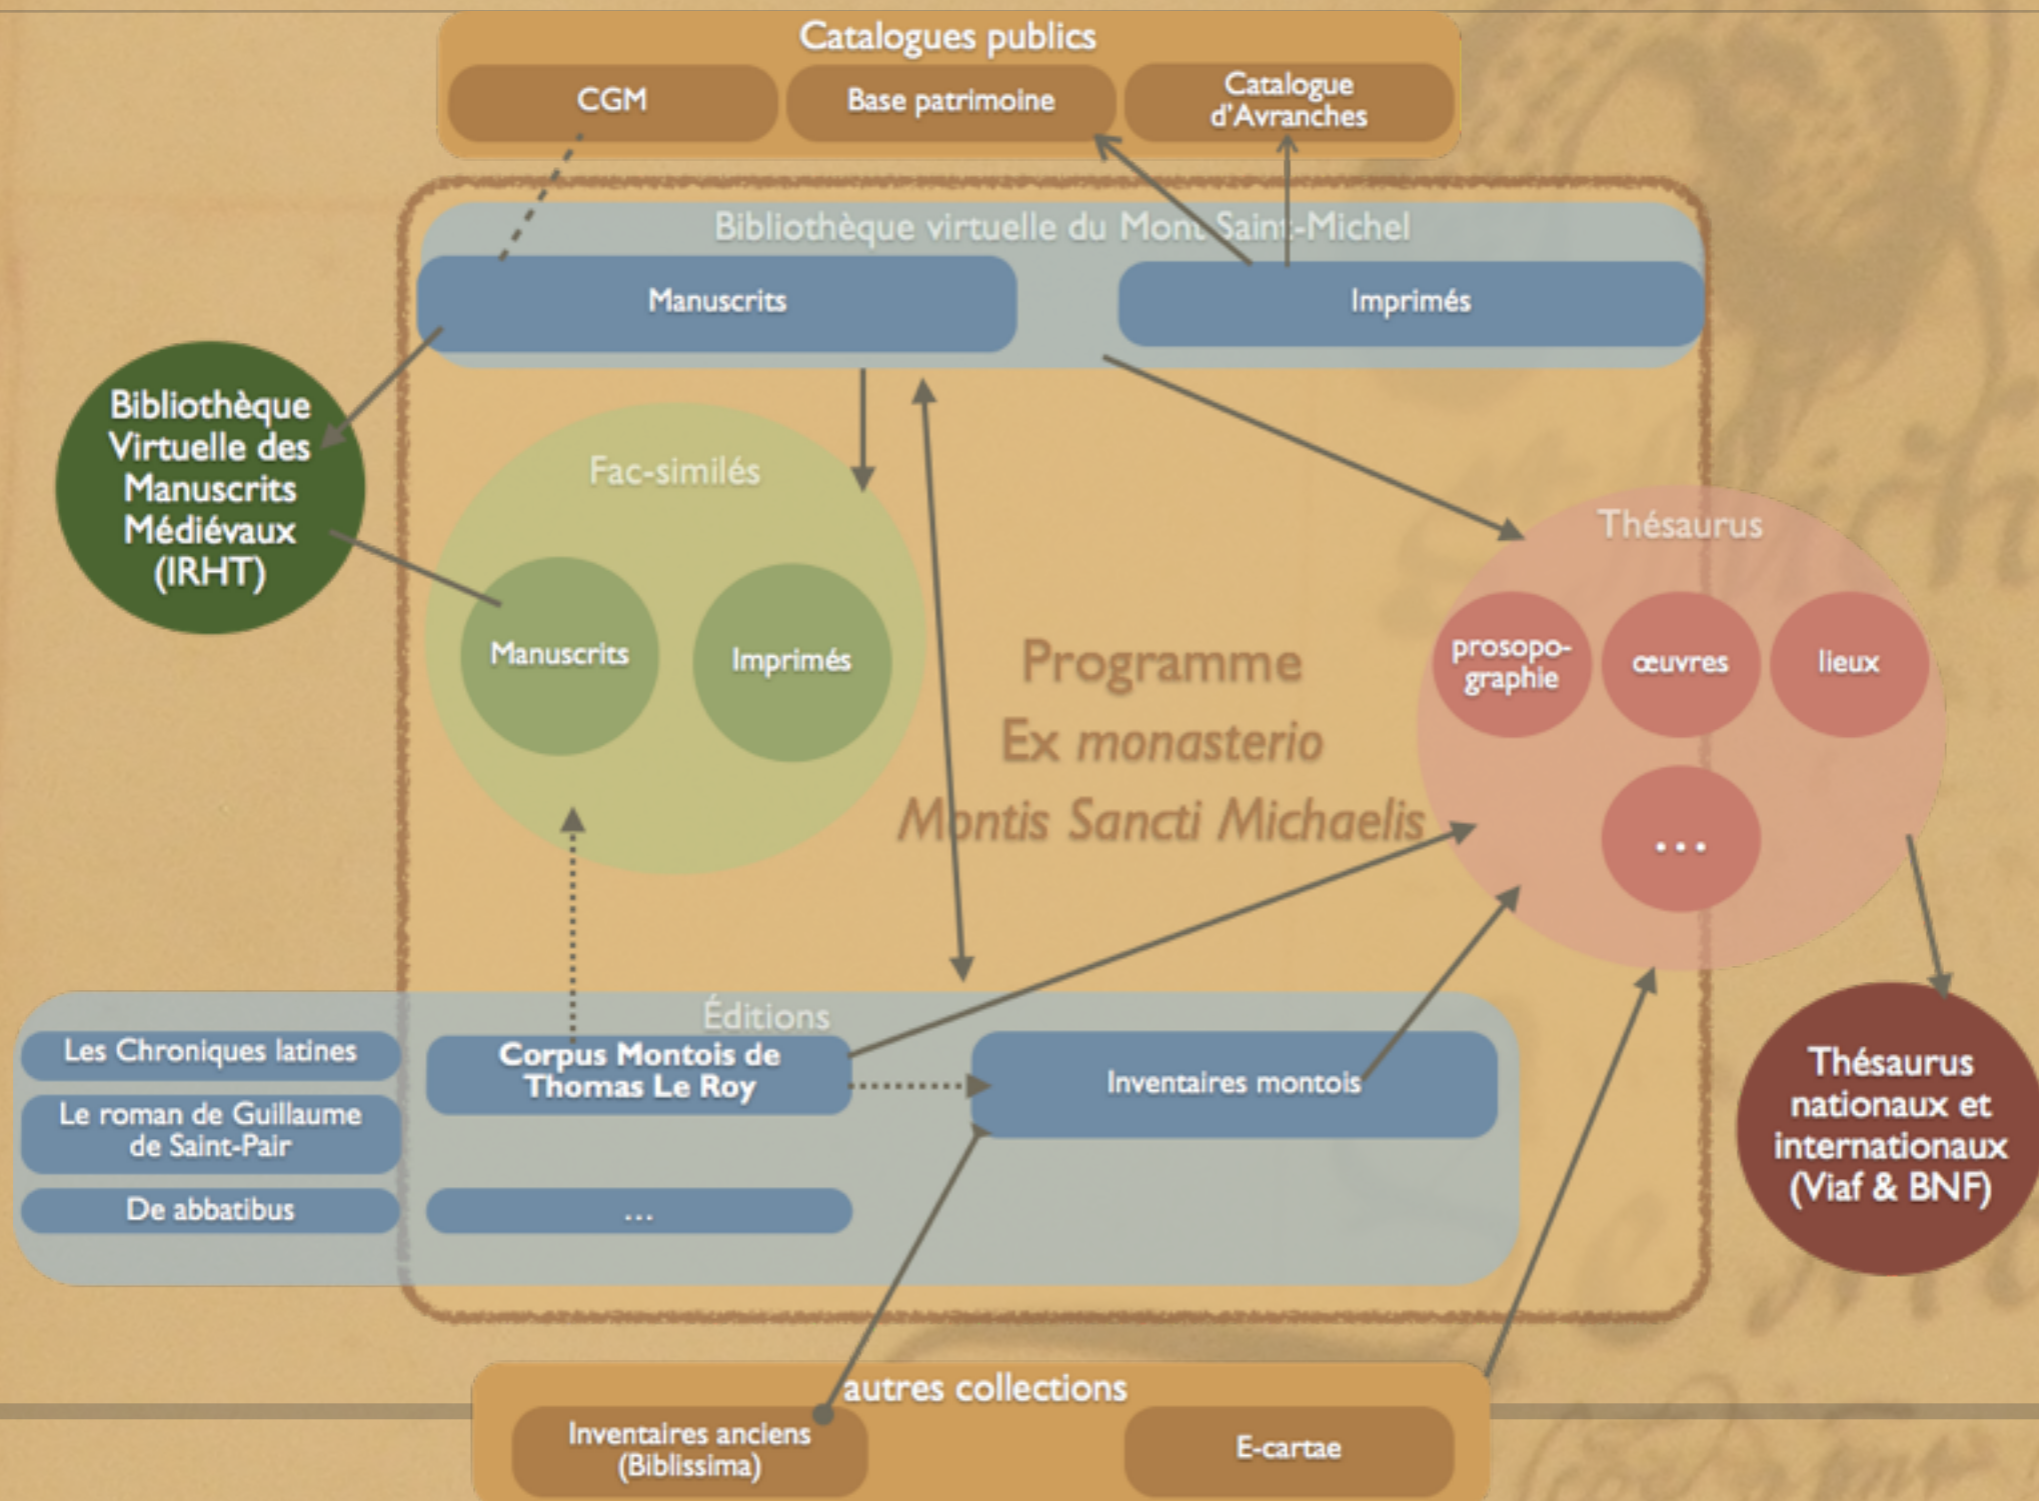 Catalogues publics
CGM
Base patrimoine
Catalogue
d'Avranches
Bibliothèque virtuelle du Mont Saint-Michel
Manuscrits
Imprimés
Bibliothèque
Virtuelle des
Manuscrits
Médiévaux
(IRHT)
Fac-similés
Manuscrits
Imprimés
Programme
Ex monasterio
Montis Sancti Michaelis
Thésaurus
prosopo-
graphie
œuvres
lieux
...
Éditions
Les Chroniques latines
Le roman de Guillaume
de Saint-Pair
De abbatibus
Corpus Montois de
Thomas Le Roy
...
Inventaires montois
Thésaurus
nationaux et
internationaux
(Viaf & BNF)
autres collections
Inventaires anciens
(Biblissima)
E-cartae